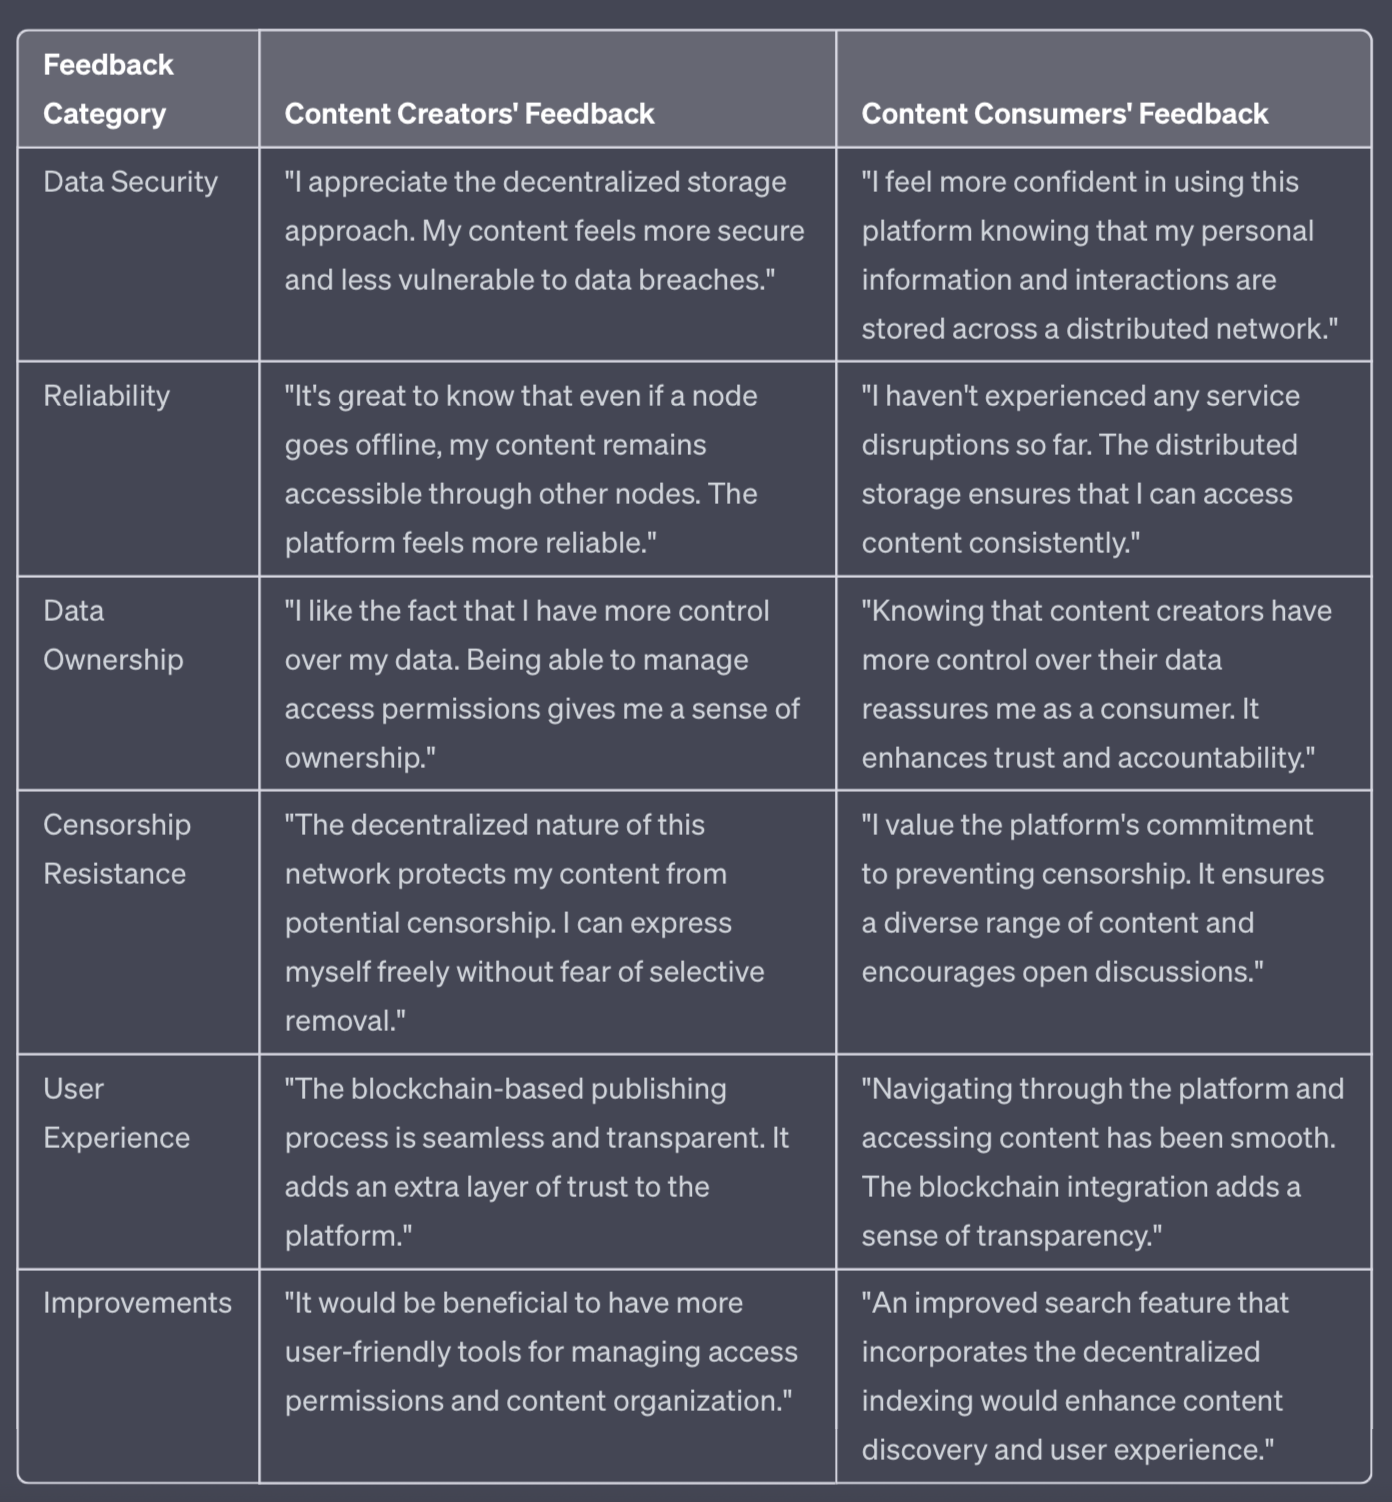 Feedback
Category
Content Creators' Feedback
Content Consumers' Feedback
Data Security
"I appreciate the decentralized storage
approach. My content feels more secure
and less vulnerable to data breaches."
"I feel more confident in using this
platform knowing that my personal
information and interactions are
stored across a distributed network."
Reliability
"It's great to know that even if a node
goes offline, my content remains
accessible through other nodes. The
platform feels more reliable."
"I haven't experienced any service
disruptions so far. The distributed
storage ensures that I can access
content consistently."
Data
Ownership
"I like the fact that I have more control
over my data. Being able to manage
access permissions gives me a sense of
ownership."
"Knowing that content creators have
more control over their data
reassures me as a consumer. It
enhances trust and accountability."
Censorship
Resistance
"The decentralized nature of this
network protects my content from
potential censorship. I can express
myself freely without fear of selective
removal."
"I value the platform's commitment
to preventing censorship. It ensures
a diverse range of content and
encourages open discussions."
User
Experience
"The blockchain-based publishing
process is seamless and transparent. It
adds an extra layer of trust to the
platform."
"Navigating through the platform and
accessing content has been smooth.
The blockchain integration adds a
sense of transparency."
Improvements
"It would be beneficial to have more
user-friendly tools for managing access
permissions and content organization."
"An improved search feature that
incorporates the decentralized
indexing would enhance content
discovery and user experience."